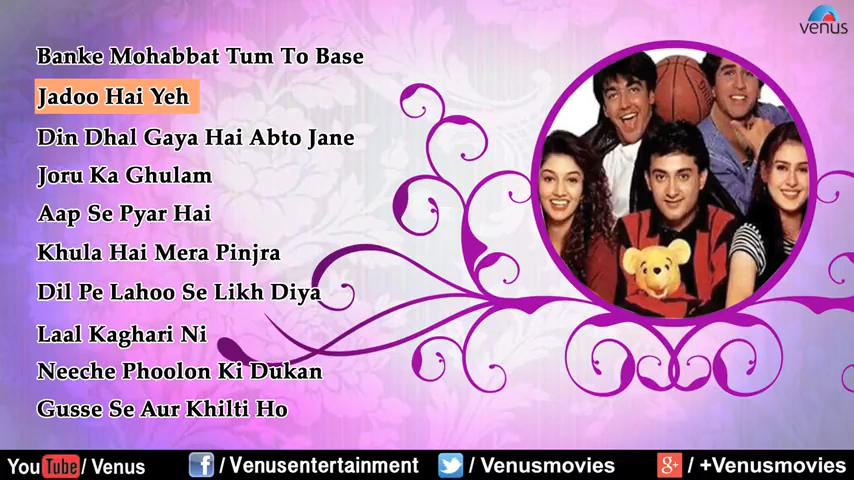 venus
Banke Mohabbat Tum To Base
Jadoo Hai Yeh
Din Dhal Gaya Hai Abto Jane
Joru Ka Ghulam
Aap Se Pyar Hai
Khula Hai Mera Pinjra
Dil Pe Lahoo Se Likh Diya
Laal Kaghari Ni
Neeche Phoolon Ki Dukan
Gusse Se Aur Khilti Ho
You Tube / Venus f / Venusentertainment / Venusmovies g+ / +Venusmovies